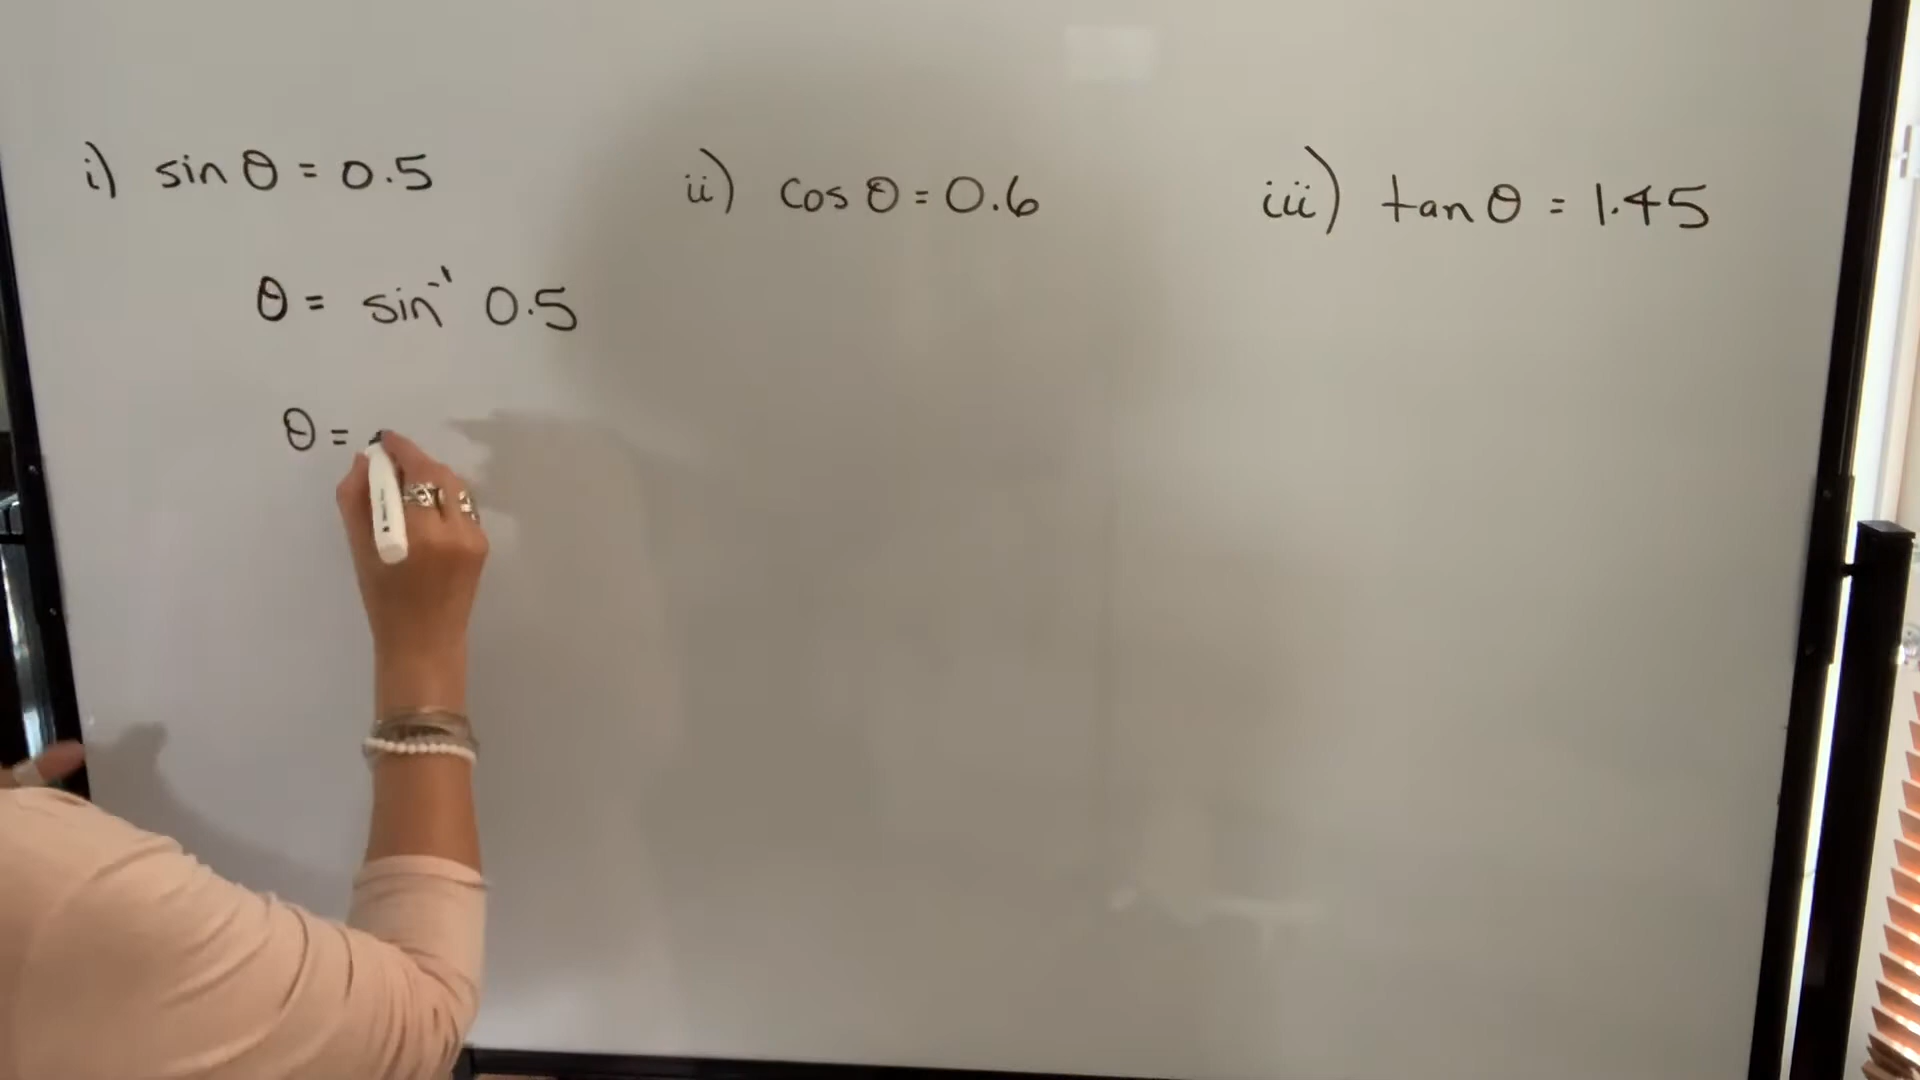 i) sin θ = 0.5
θ = sin⁻¹ 0.5
θ =
ii) cos θ = 0.6
iii) tan θ = 1.45